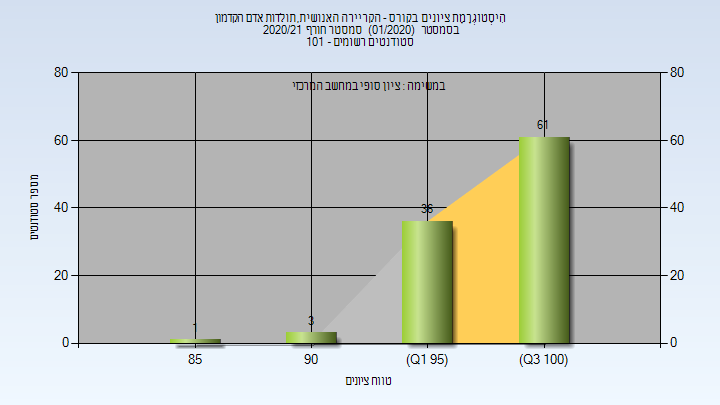 היסטוגרמת ציונים בקורס - הקריירה האנושית,תולדות אדם הקדמון
בסמסטר (01/2020) סמסטר חורף 2020/21
סטודנטים רשומים - 101
במשימה : ציון סופי במחשב המרכזי
80 80
60 60
40 40
20 20
0 0
1 3 36 61
85 90 (Q1 95) (Q3 100)
מספר סטודנטים
טווח ציונים